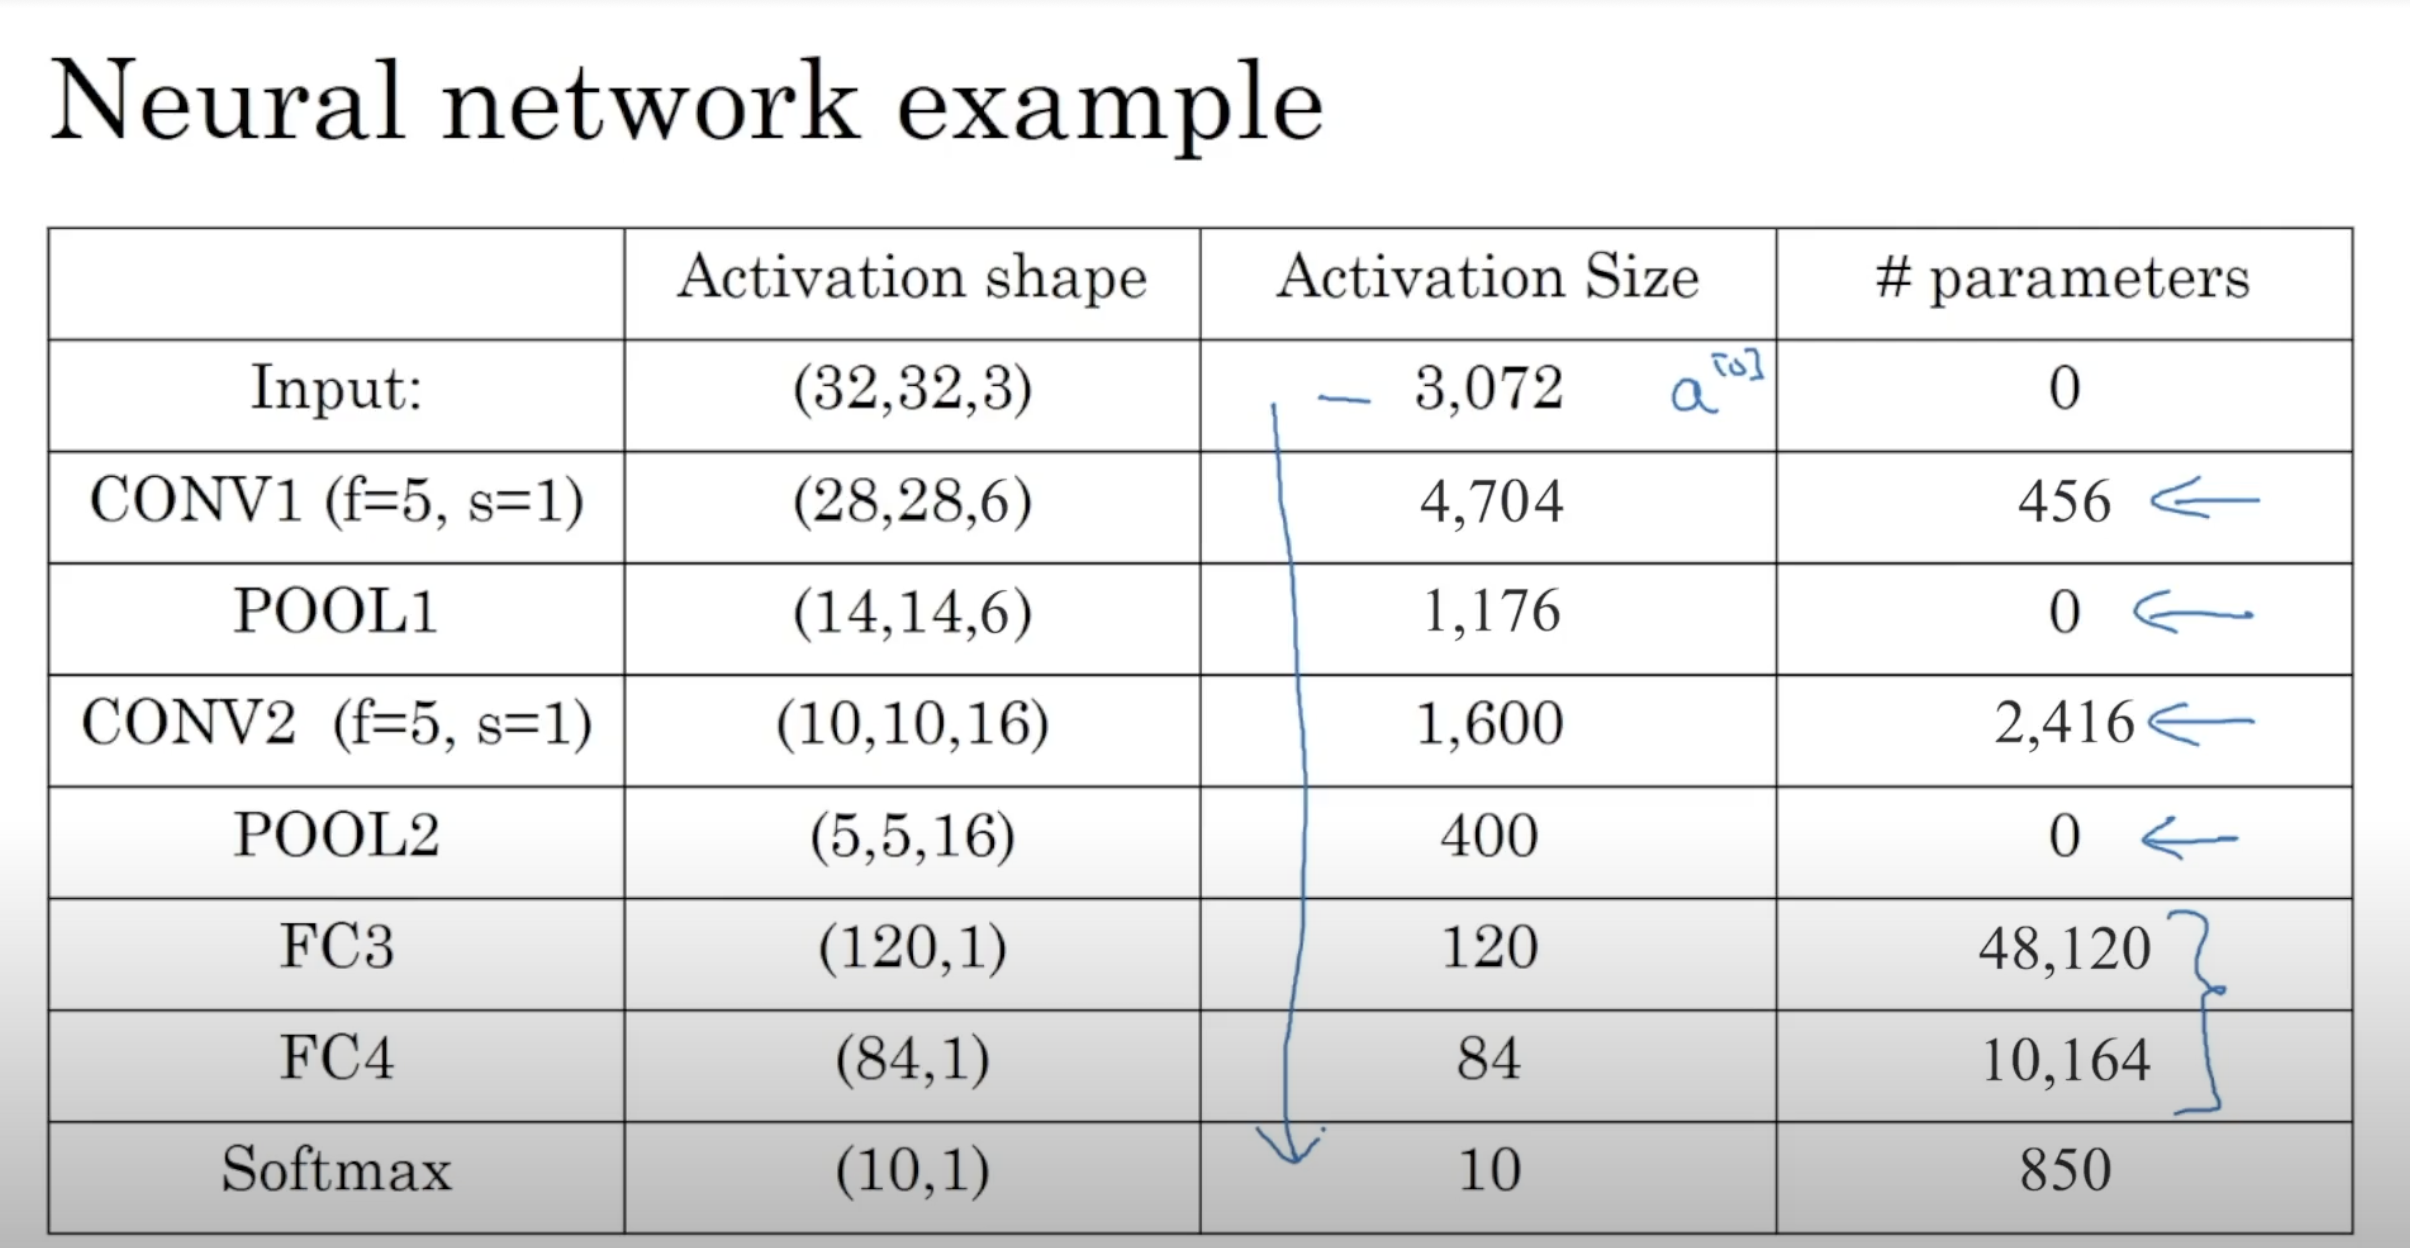 Neural network example
Activation shape Activation Size # parameters
Input: (32,32,3) — 3,072 a[0] 0
CONV1 (f=5, s=1) (28,28,6) 4,704 456 ←
POOL1 (14,14,6) 1,176 0 ←
CONV2 (f=5, s=1) (10,10,16) 1,600 2,416 ←
POOL2 (5,5,16) 400 0 ←
FC3 (120,1) 120 48,120 }
FC4 (84,1) 84 10,164
Softmax (10,1) 10 850